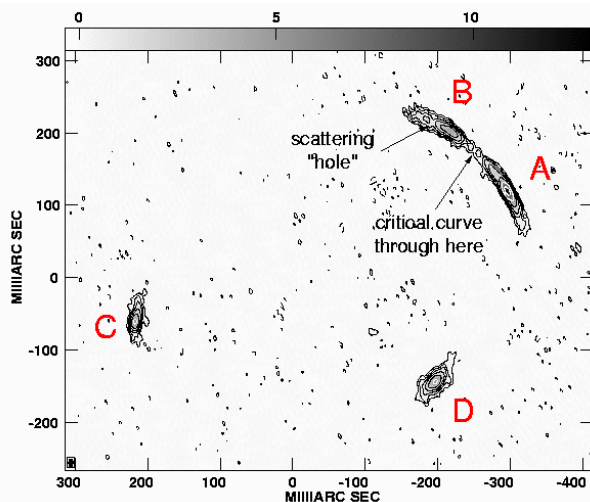 0 5 10
300
B
scattering
"hole"
200
A
critical curve
through here
100
MilliARC SEC
0
C
-100
D
-200
300 200 100 0 -100 -200 -300 -400
MilliARC SEC